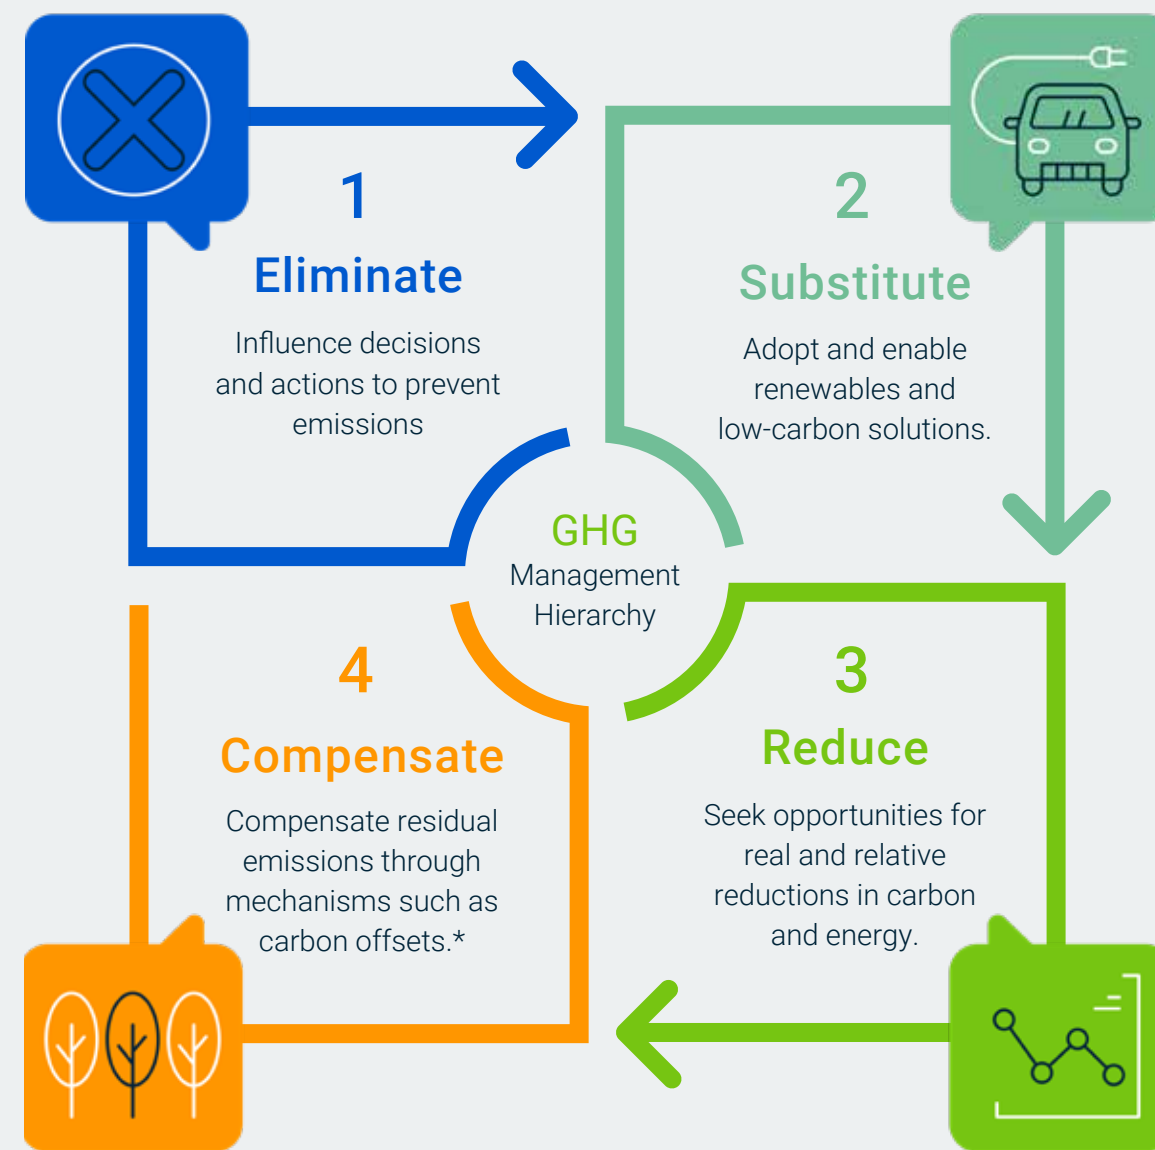 1
Eliminate
Influence decisions
and actions to prevent
emissions
2
Substitute
Adopt and enable
renewables and
low-carbon solutions.
GHG
Management
Hierarchy
3
Reduce
Seek opportunities for
real and relative
reductions in carbon
and energy.
4
Compensate
Compensate residual
emissions through
mechanisms such as
carbon offsets.*